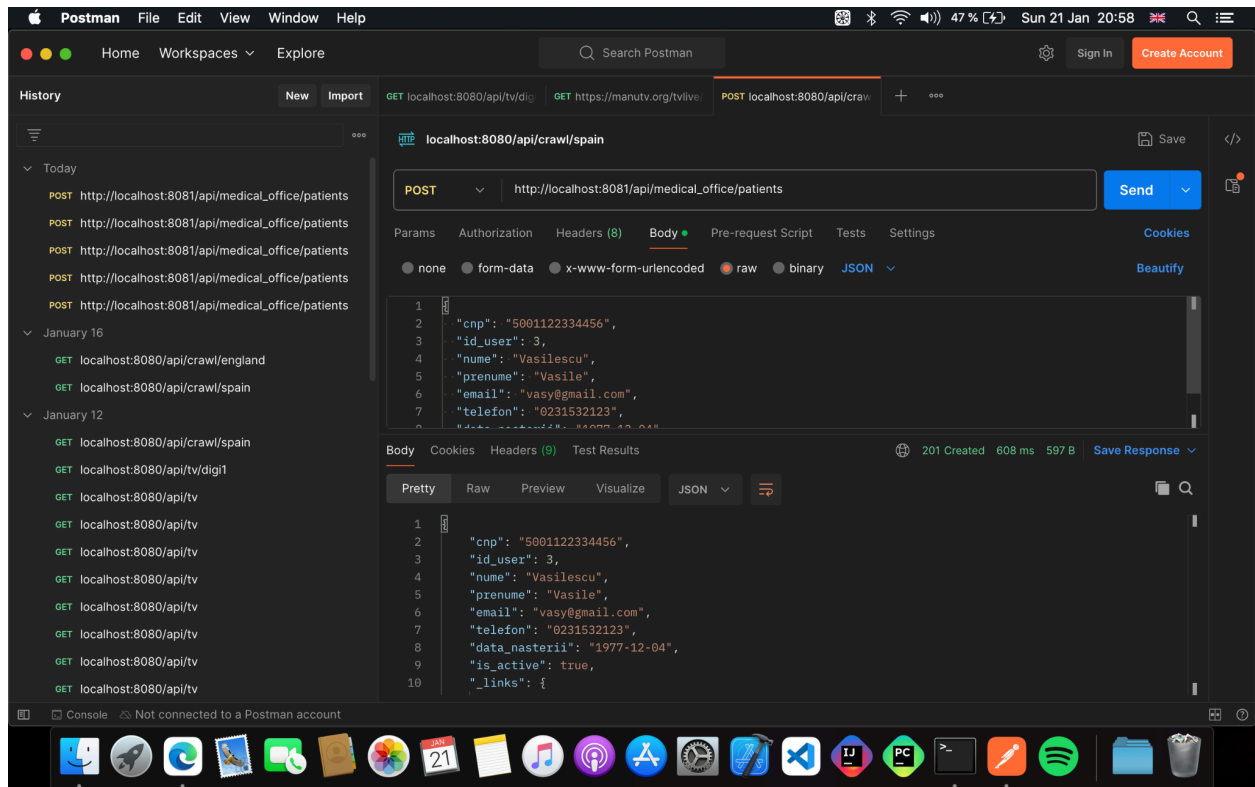 Postman File Edit View Window Help 47 % Sun 21 Jan 20:58
Home Workspaces Explore Search Postman Sign In Create Account
History New Import GET localhost:8080/api/tv/digi GET https://manutv.org/tvlive/ POST localhost:8080/api/craw
HTTP localhost:8080/api/crawl/spain Save </>
Today
POST http://localhost:8081/api/medical_office/patients
POST http://localhost:8081/api/medical_office/patients
POST http://localhost:8081/api/medical_office/patients
POST http://localhost:8081/api/medical_office/patients
POST http://localhost:8081/api/medical_office/patients
January 16
GET localhost:8080/api/crawl/england
GET localhost:8080/api/crawl/spain
January 12
GET localhost:8080/api/crawl/spain
GET localhost:8080/api/tv/digi1
GET localhost:8080/api/tv
GET localhost:8080/api/tv
GET localhost:8080/api/tv
GET localhost:8080/api/tv
GET localhost:8080/api/tv
GET localhost:8080/api/tv
GET localhost:8080/api/tv
GET localhost:8080/api/tv
POST http://localhost:8081/api/medical_office/patients Send
Params Authorization Headers (8) Body Pre-request Script Tests Settings Cookies
none form-data x-www-form-urlencoded raw binary JSON Beautify
1 {
2 "cnp": "5001122334456",
3 "id_user": 3,
4 "nume": "Vasilescu",
5 "prenume": "Vasile",
6 "email": "vasy@gmail.com",
7 "telefon": "0231532123",
8 "data_nasterii": "1977-12-04"
Body Cookies Headers (9) Test Results 201 Created 608 ms 597 B Save Response
Pretty Raw Preview Visualize JSON
1 {
2 "cnp": "5001122334456",
3 "id_user": 3,
4 "nume": "Vasilescu",
5 "prenume": "Vasile",
6 "email": "vasy@gmail.com",
7 "telefon": "0231532123",
8 "data_nasterii": "1977-12-04",
9 "is_active": true,
10 "_links": {
Console Not connected to a Postman account
JAN
21
IJ
PC